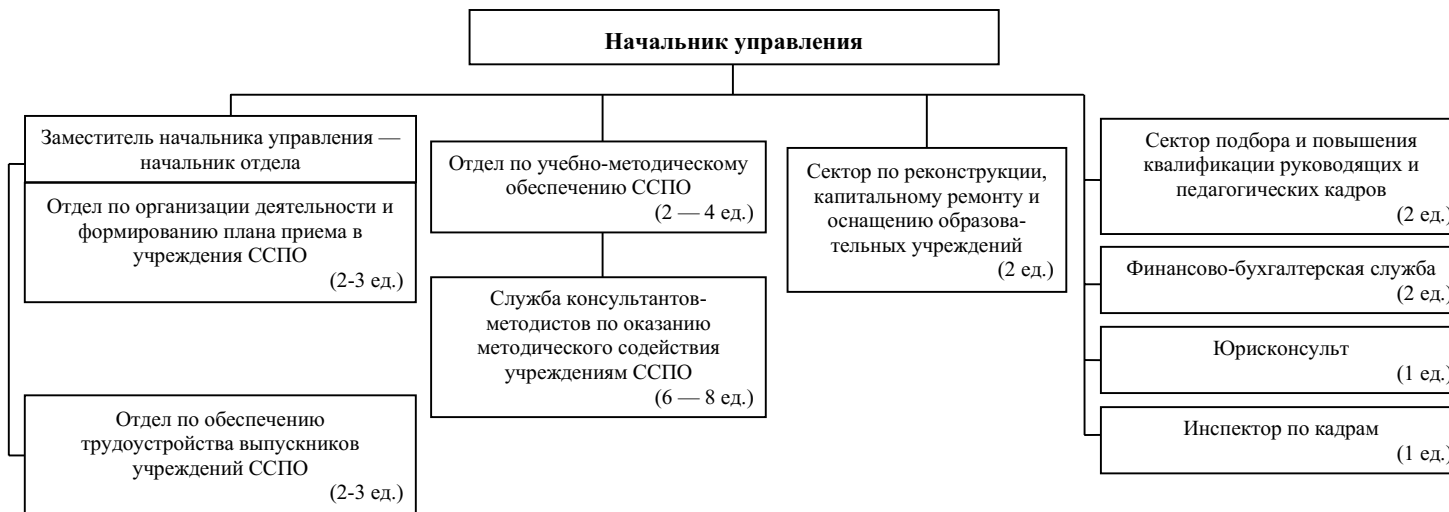 Начальник управления
Заместитель начальника управления —
начальник отдела
Отдел по организации деятельности и
формированию плана приема в
учреждения ССПО
(2-3 ед.)
Отдел по обеспечению
трудоустройства выпускников
учреждений ССПО
(2-3 ед.)
Отдел по учебно-методическому
обеспечению ССПО
(2 — 4 ед.)
Служба консультантов-
методистов по оказанию
методического содействия
учреждениям ССПО
(6 — 8 ед.)
Сектор по реконструкции,
капитальному ремонту и
оснащению образова-
тельных учреждений
(2 ед.)
Сектор подбора и повышения
квалификации руководящих и
педагогических кадров
(2 ед.)
Финансово-бухгалтерская служба
(2 ед.)
Юрисконсульт
(1 ед.)
Инспектор по кадрам
(1 ед.)